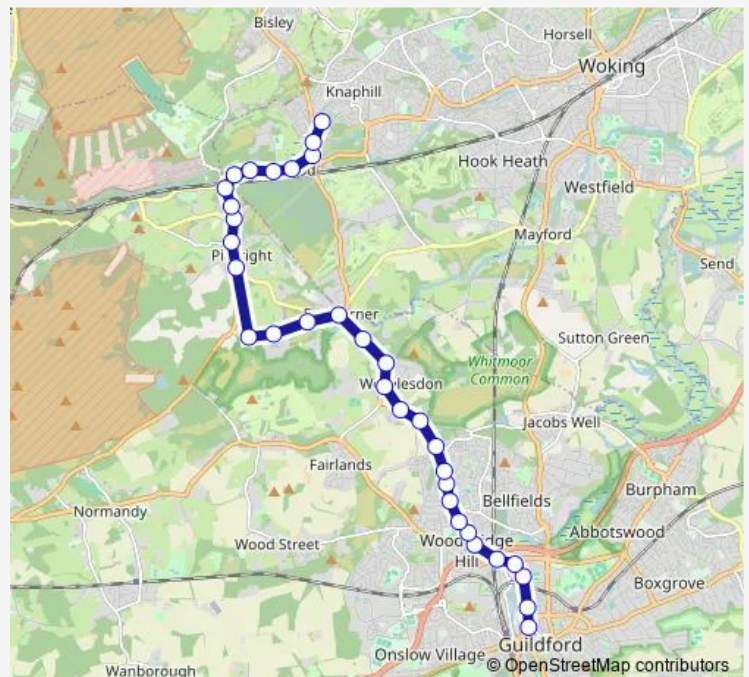 Bisley
Horsell
Woking
Knaphill
Hook Heath
Westfield
Mayford
Send
Sutton Green
Whitmoor
Common
Jacobs Well
Fairlands
Burpham
Bellfields
Normandy
Abbotswood
Wood Street
Hill
Boxgrove
Guildford
Onslow Village
Wanborough
© OpenStreetMap contributors